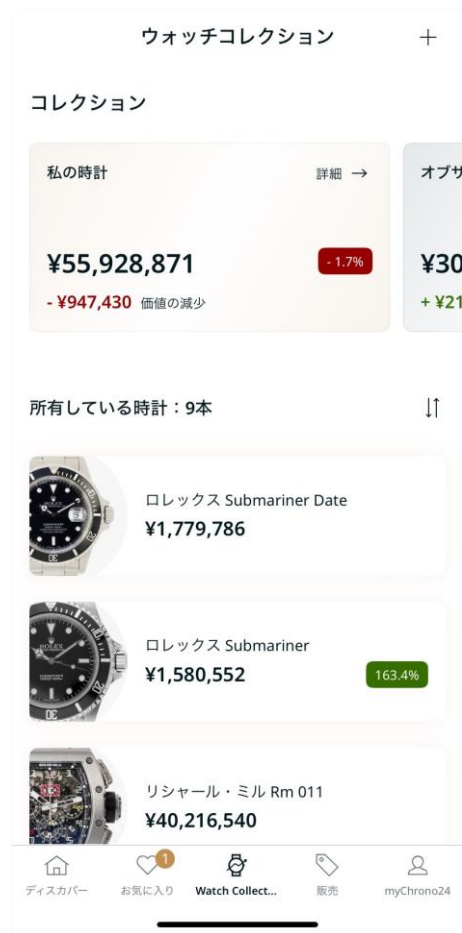 ウォッチコレクション
コレクション
私の時計
詳細 →
オブサ
¥55,928,871
- 1.7%
¥30
- ¥947,430 価値の減少
+ ¥21
所有している時計：9本
ロレックス Submariner Date
¥1,779,786
ロレックス Submariner
¥1,580,552
163.4%
リシャール・ミル Rm 011
¥40,216,540
1
ディスカバー
お気に入り
Watch Collect...
販売
myChrono24